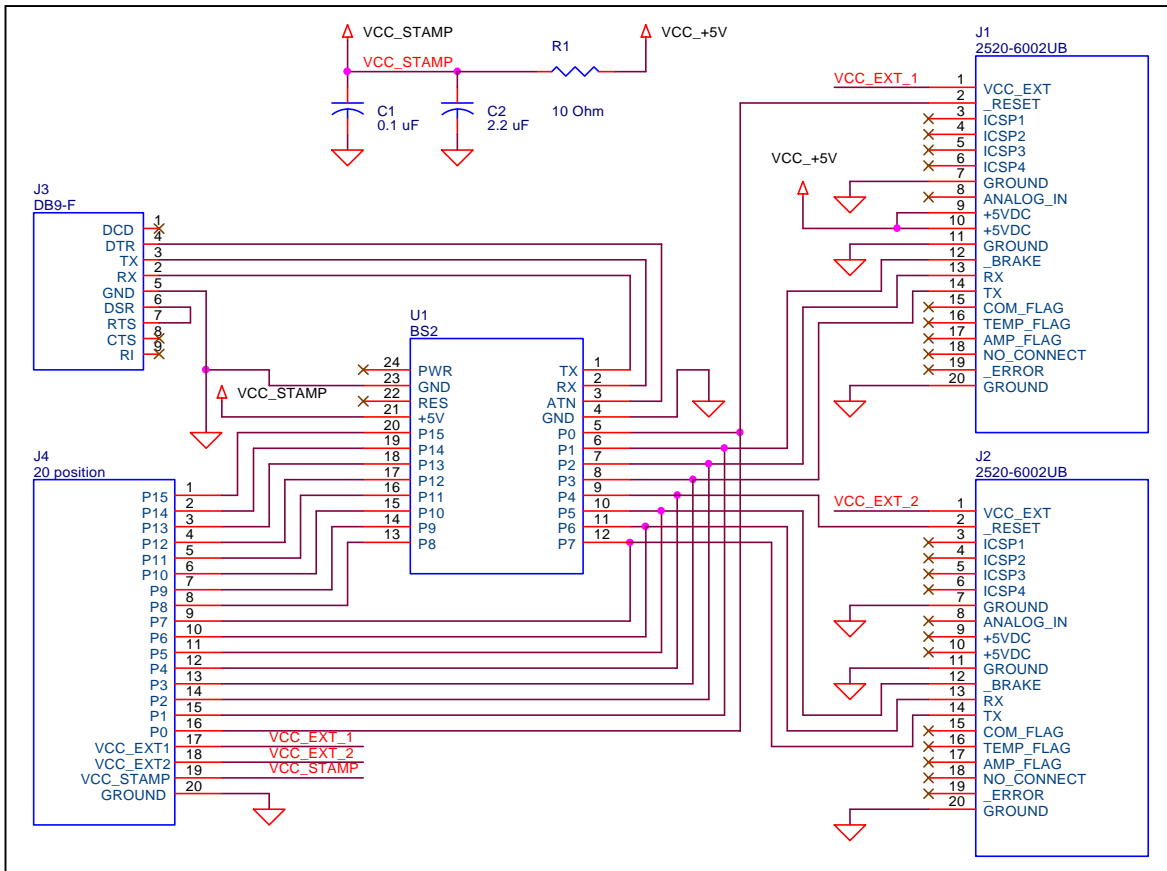 VCC_STAMP
VCC_STAMP
R1
VCC_+5V
C1
0.1 uF
C2
2.2 uF
10 Ohm
J1
2520-6002UB
VCC_EXT_1
1 VCC_EXT
2 _RESET
3 ICSP1
4 ICSP2
5 ICSP3
6 ICSP4
7 GROUND
8 ANALOG_IN
9 +5VDC
10 +5VDC
11 GROUND
12 _BRAKE
13 RX
14 TX
15 COM_FLAG
16 TEMP_FLAG
17 AMP_FLAG
18 NO_CONNECT
19 _ERROR
20 GROUND
VCC_+5V
J3
DB9-F
DCD 1
DTR 4
TX 3
RX 2
GND 5
DSR 6
RTS 7
CTS 8
RI 9
VCC_STAMP
U1
BS2
24 PWR
23 GND
22 RES
21 +5V
20 P15
19 P14
18 P13
17 P12
16 P11
15 P10
14 P9
13 P8
TX 1
RX 2
ATN 3
GND 4
P0 5
P1 6
P2 7
P3 8
P4 9
P5 10
P6 11
P7 12
J4
20 position
P15 1
P14 2
P13 3
P12 4
P11 5
P10 6
P9 7
P8 8
P7 9
P6 10
P5 11
P4 12
P3 13
P2 14
P1 15
P0 16
VCC_EXT1 17 VCC_EXT_1
VCC_EXT2 18 VCC_EXT_2
VCC_STAMP 19 VCC_STAMP
GROUND 20
J2
2520-6002UB
VCC_EXT_2
1 VCC_EXT
2 _RESET
3 ICSP1
4 ICSP2
5 ICSP3
6 ICSP4
7 GROUND
8 ANALOG_IN
9 +5VDC
10 +5VDC
11 GROUND
12 _BRAKE
13 RX
14 TX
15 COM_FLAG
16 TEMP_FLAG
17 AMP_FLAG
18 NO_CONNECT
19 _ERROR
20 GROUND